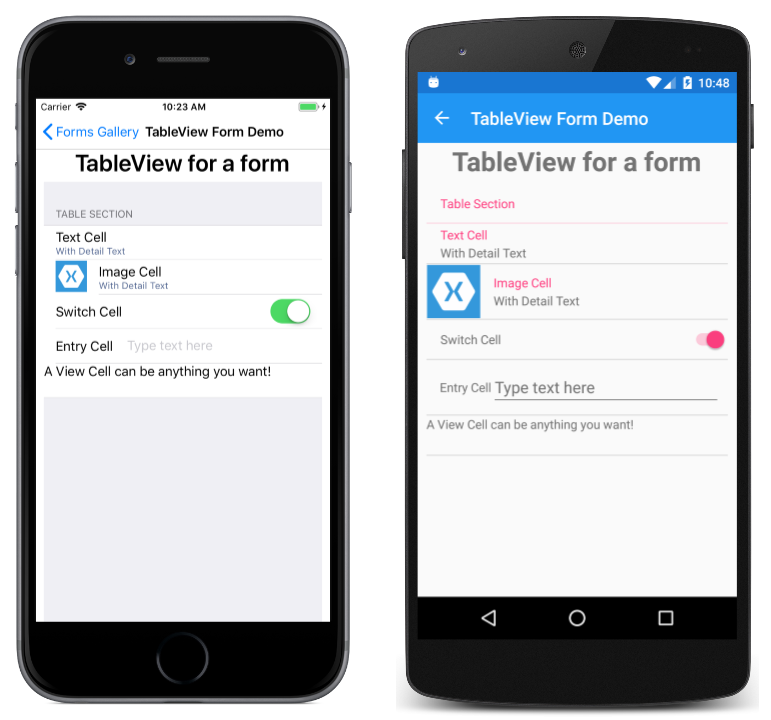 Carrier 10:23 AM
Forms Gallery TableView Form Demo
TableView for a form
TABLE SECTION
Text Cell
With Detail Text
Image Cell
With Detail Text
Switch Cell
Entry Cell Type text here
A View Cell can be anything you want!
10:48
TableView Form Demo
TableView for a form
Table Section
Text Cell
With Detail Text
Image Cell
With Detail Text
Switch Cell
Entry Cell Type text here
A View Cell can be anything you want!